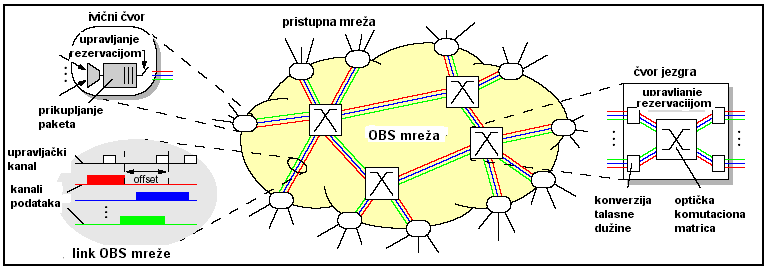 ivični čvor
upravljanje
rezervacijom
prikupljanje
paketa
pristupna mreža
OBS mreža
čvor jezgra
upravljanje
rezervacijom
konverzija
talasne
dužine
optička
komutaciona
matrica
upravljački
kanal
offset
kanali
podataka
link OBS mreže